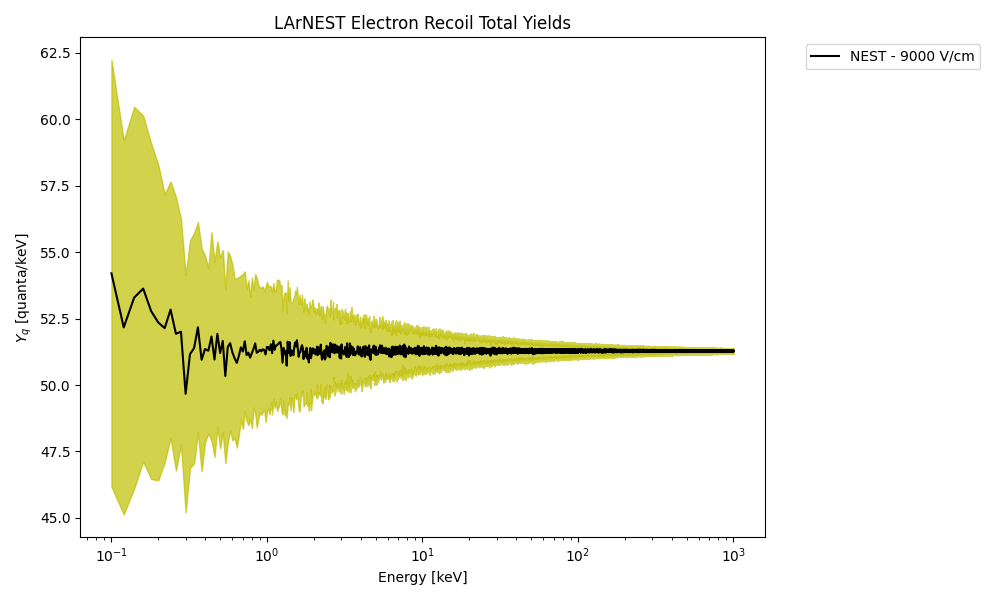 LArNEST Electron Recoil Total Yields
NEST - 9000 V/cm
Y_q [quanta/keV]
62.5
60.0
57.5
55.0
52.5
50.0
47.5
45.0
10^{-1} 10^0 10^1 10^2 10^3
Energy [keV]